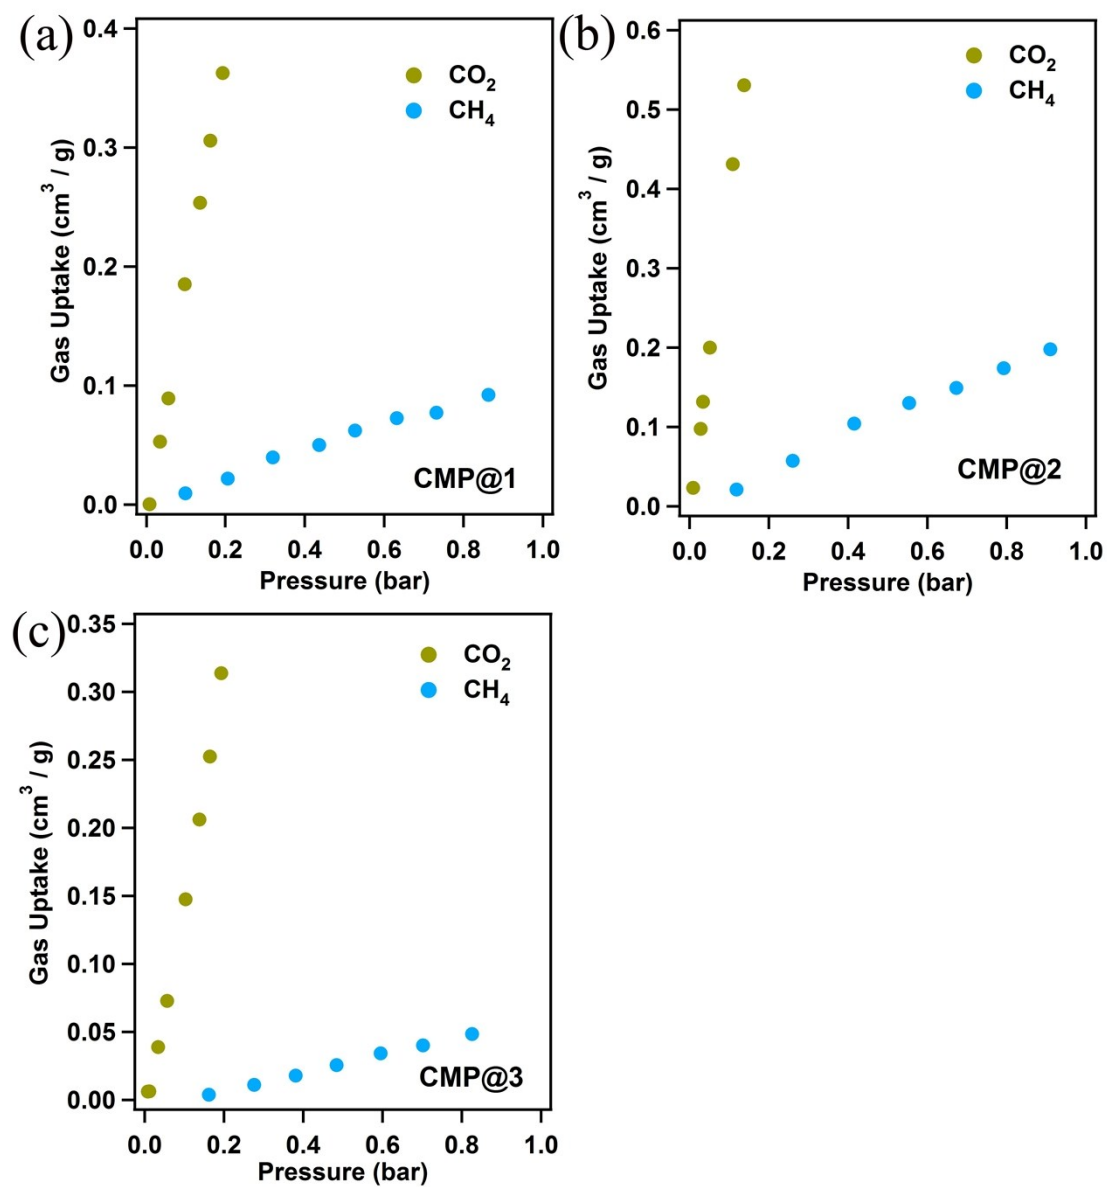 (a)
0.4
0.3
0.2
0.1
0.0
Gas Uptake (cm³ / g)
CO₂
CH₄
CMP@1
0.0 0.2 0.4 0.6 0.8 1.0
Pressure (bar)
(b)
0.6
0.5
0.4
0.3
0.2
0.1
0.0
Gas Uptake (cm³ / g)
CO₂
CH₄
CMP@2
0.0 0.2 0.4 0.6 0.8 1.0
Pressure (bar)
(c)
0.35
0.30
0.25
0.20
0.15
0.10
0.05
0.00
Gas Uptake (cm³ / g)
CO₂
CH₄
CMP@3
0.0 0.2 0.4 0.6 0.8 1.0
Pressure (bar)